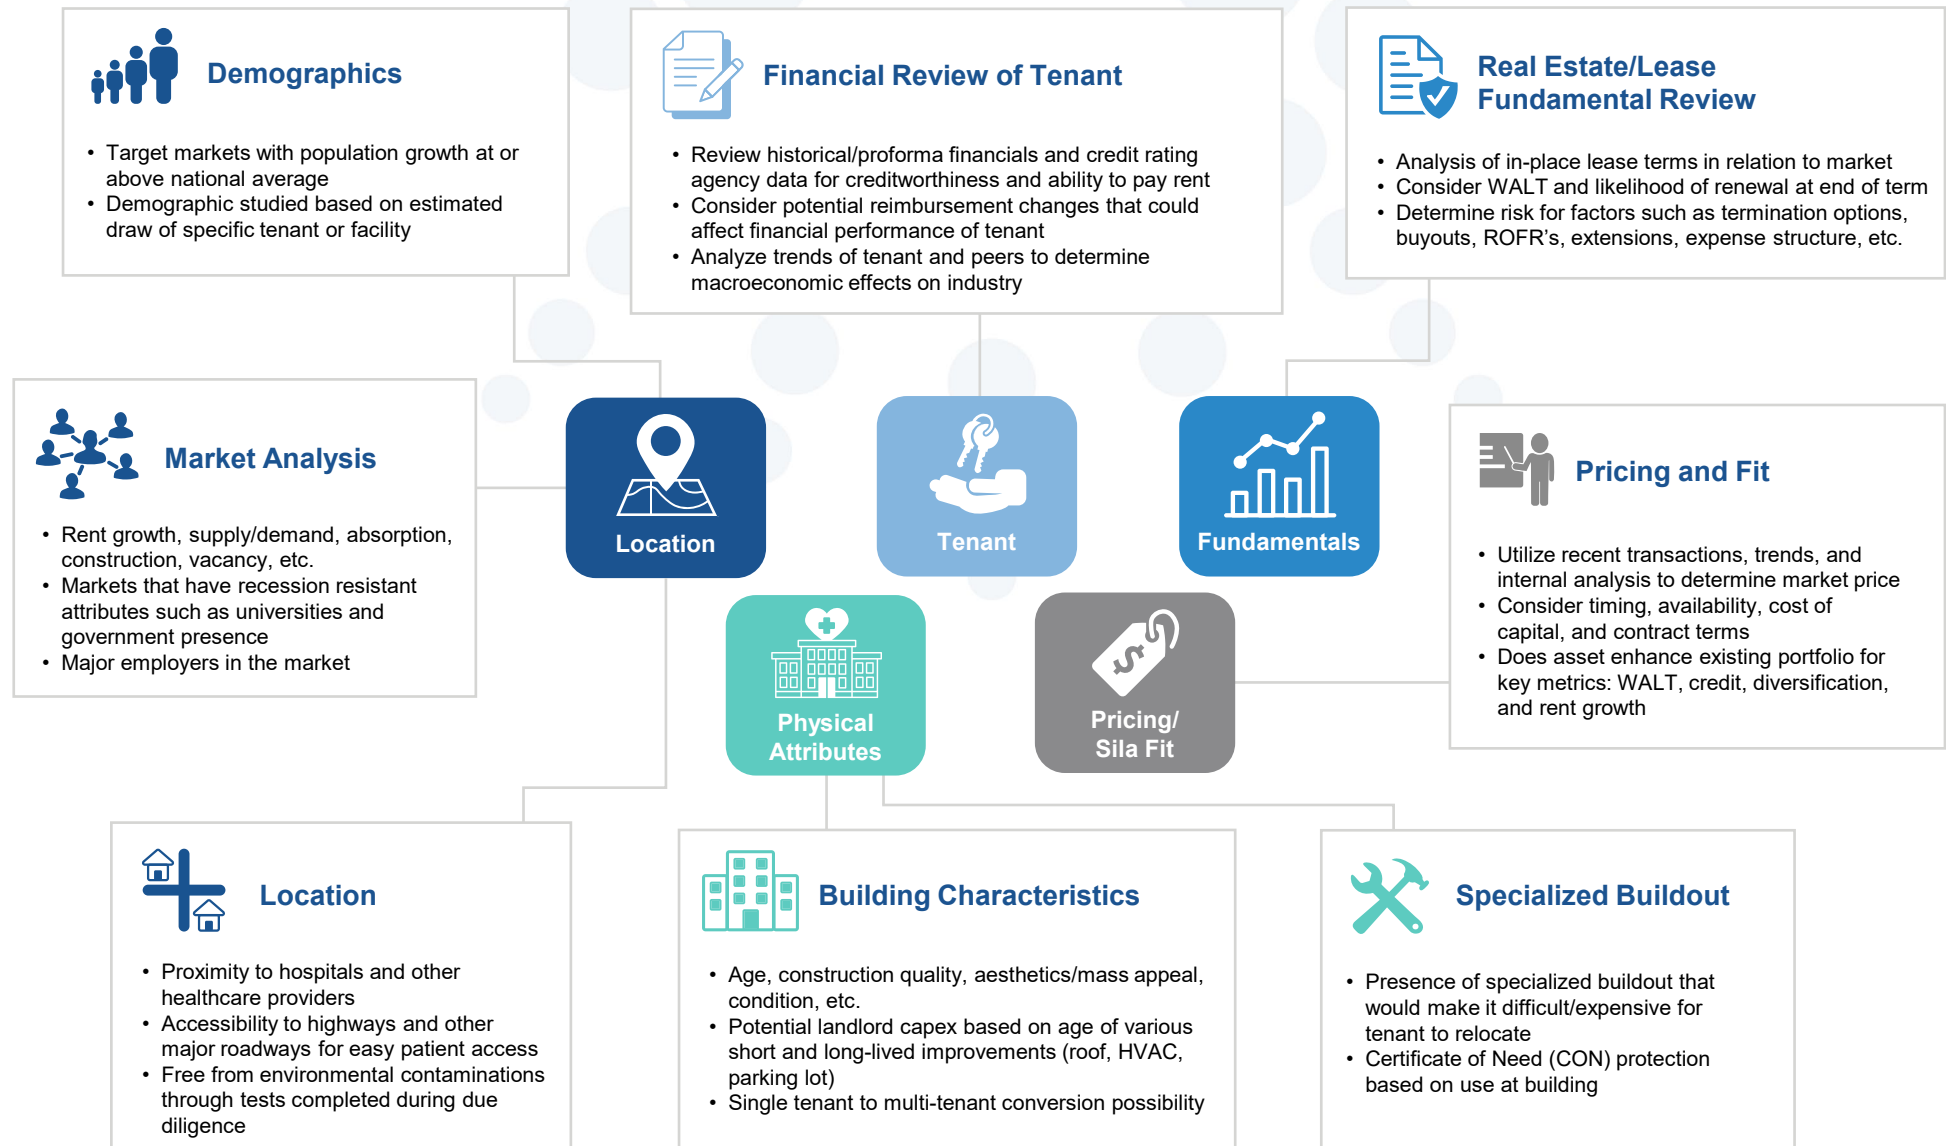 Demographics
• Target markets with population growth at or
above national average
• Demographic studied based on estimated
draw of specific tenant or facility
Financial Review of Tenant
• Review historical/proforma financials and credit rating
agency data for creditworthiness and ability to pay rent
• Consider potential reimbursement changes that could
affect financial performance of tenant
• Analyze trends of tenant and peers to determine
macroeconomic effects on industry
Real Estate/Lease
Fundamental Review
• Analysis of in-place lease terms in relation to market
• Consider WALT and likelihood of renewal at end of term
• Determine risk for factors such as termination options,
buyouts, ROFR’s, extensions, expense structure, etc.
Market Analysis
• Rent growth, supply/demand, absorption,
construction, vacancy, etc.
• Markets that have recession resistant
attributes such as universities and
government presence
• Major employers in the market
Location
Tenant
Fundamentals
Physical
Attributes
$
Pricing/
Sila Fit
Pricing and Fit
• Utilize recent transactions, trends, and
internal analysis to determine market price
• Consider timing, availability, cost of
capital, and contract terms
• Does asset enhance existing portfolio for
key metrics: WALT, credit, diversification,
and rent growth
Location
• Proximity to hospitals and other
healthcare providers
• Accessibility to highways and other
major roadways for easy patient access
• Free from environmental contaminations
through tests completed during due
diligence
Building Characteristics
• Age, construction quality, aesthetics/mass appeal,
condition, etc.
• Potential landlord capex based on age of various
short and long-lived improvements (roof, HVAC,
parking lot)
• Single tenant to multi-tenant conversion possibility
Specialized Buildout
• Presence of specialized buildout that
would make it difficult/expensive for
tenant to relocate
• Certificate of Need (CON) protection
based on use at building